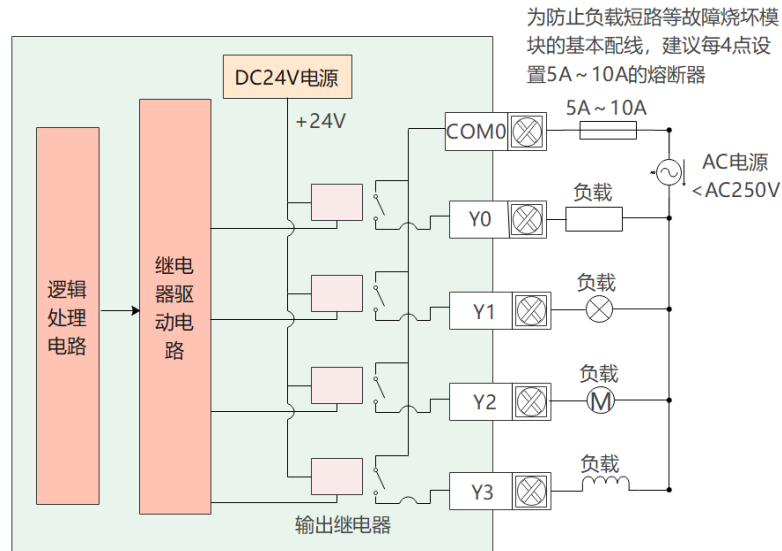 为防止负载短路等故障烧坏模
块的基本配线，建议每4点设
置5A～10A的熔断器
DC24V电源
5A～10A
+24V
COM0
AC电源
<AC250V
负载
Y0
逻辑
处理
电路
继电
器驱
动电
路
负载
Y1
负载
Y2
M
负载
Y3
输出继电器